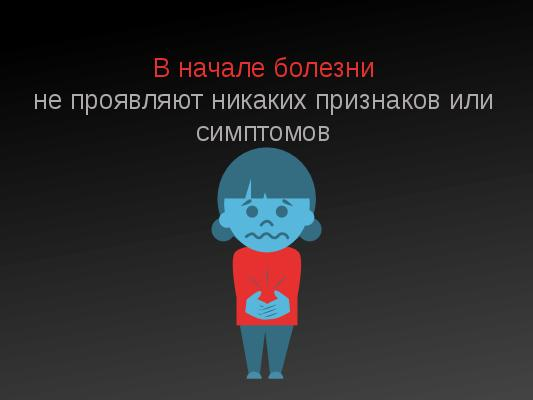 В начале болезни
не проявляют никаких признаков или
симптомов